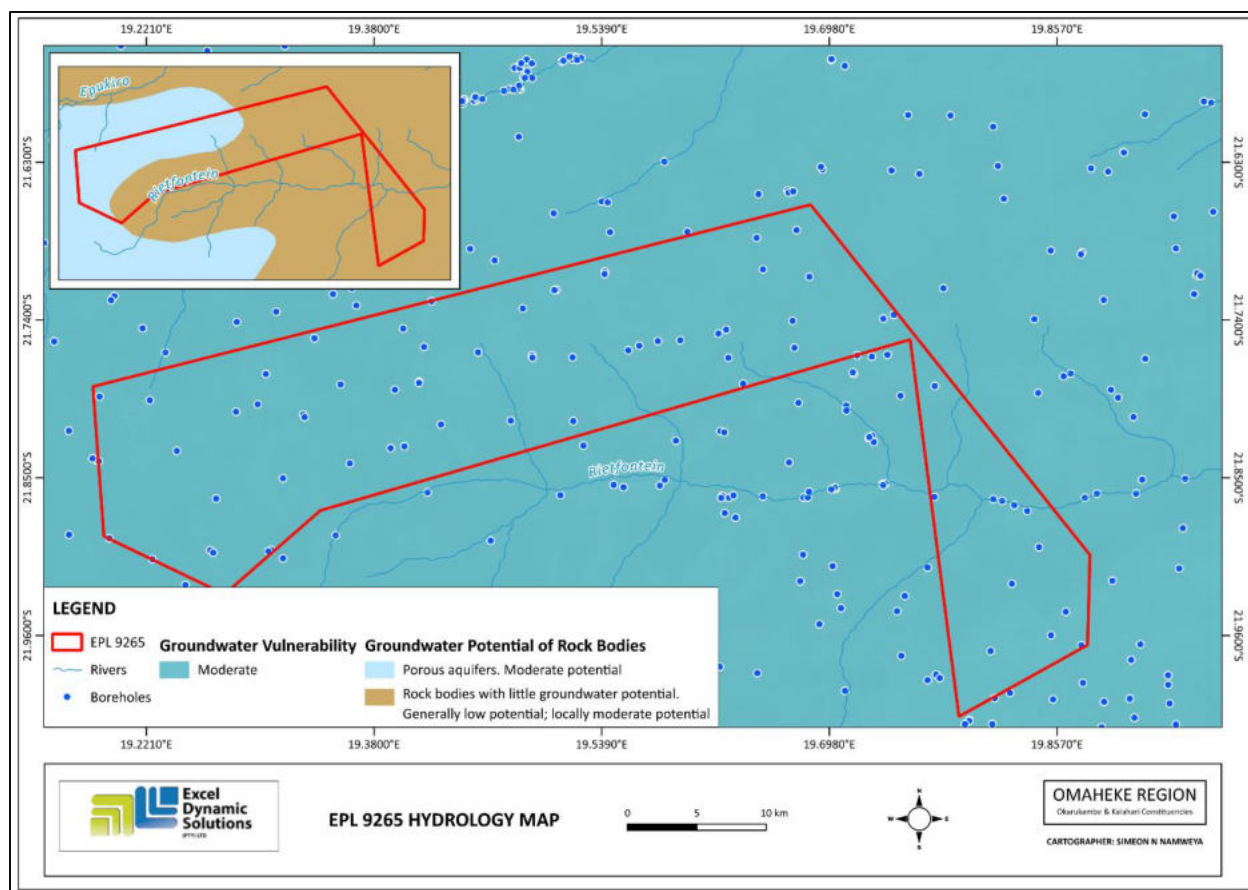 19.2210°E 19.3800°E 19.5390°E 19.6980°E 19.8570°E
21.6300°S 21.6300°S
21.7400°S 21.7400°S
21.8500°S 21.8500°S
21.9600°S 21.9600°S
Epukiro
Rietfontein
Rietfontein
LEGEND
EPL 9265
Rivers
Boreholes
Groundwater Vulnerability
Moderate
Groundwater Potential of Rock Bodies
Porous aquifers. Moderate potential
Rock bodies with little groundwater potential.
Generally low potential; locally moderate potential
19.2210°E 19.3800°E 19.5390°E 19.6980°E 19.8570°E
Excel
Dynamic
Solutions
(PTY) LTD
EPL 9265 HYDROLOGY MAP
0 5 10 km
N
W E
S
OMAHEKE REGION
Okarukambe & Kalahari Constituencies
CARTOGRAPHER: SIMEON N NAMWEYA